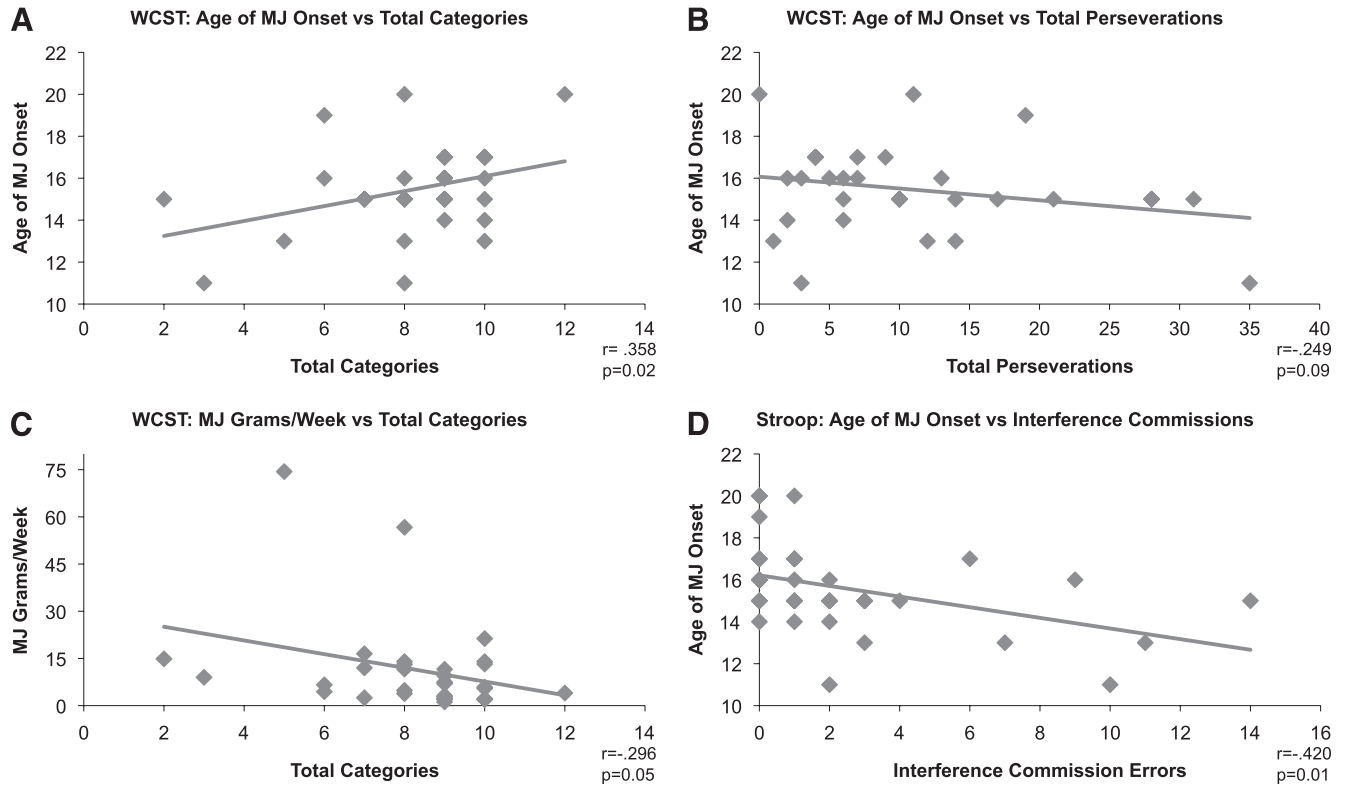 A
WCST: Age of MJ Onset vs Total Categories
22
20
18
16
14
12
10
Age of MJ Onset
0 2 4 6 8 10 12 14
Total Categories
r= .358
p=0.02
B
WCST: Age of MJ Onset vs Total Perseverations
22
20
18
16
14
12
10
Age of MJ Onset
0 5 10 15 20 25 30 35 40
Total Perseverations
r=-.249
p=0.09
C
WCST: MJ Grams/Week vs Total Categories
75
60
45
30
15
0
MJ Grams/Week
0 2 4 6 8 10 12 14
Total Categories
r=-.296
p=0.05
D
Stroop: Age of MJ Onset vs Interference Commissions
22
20
18
16
14
12
10
Age of MJ Onset
0 2 4 6 8 10 12 14 16
Interference Commission Errors
r=-.420
p=0.01